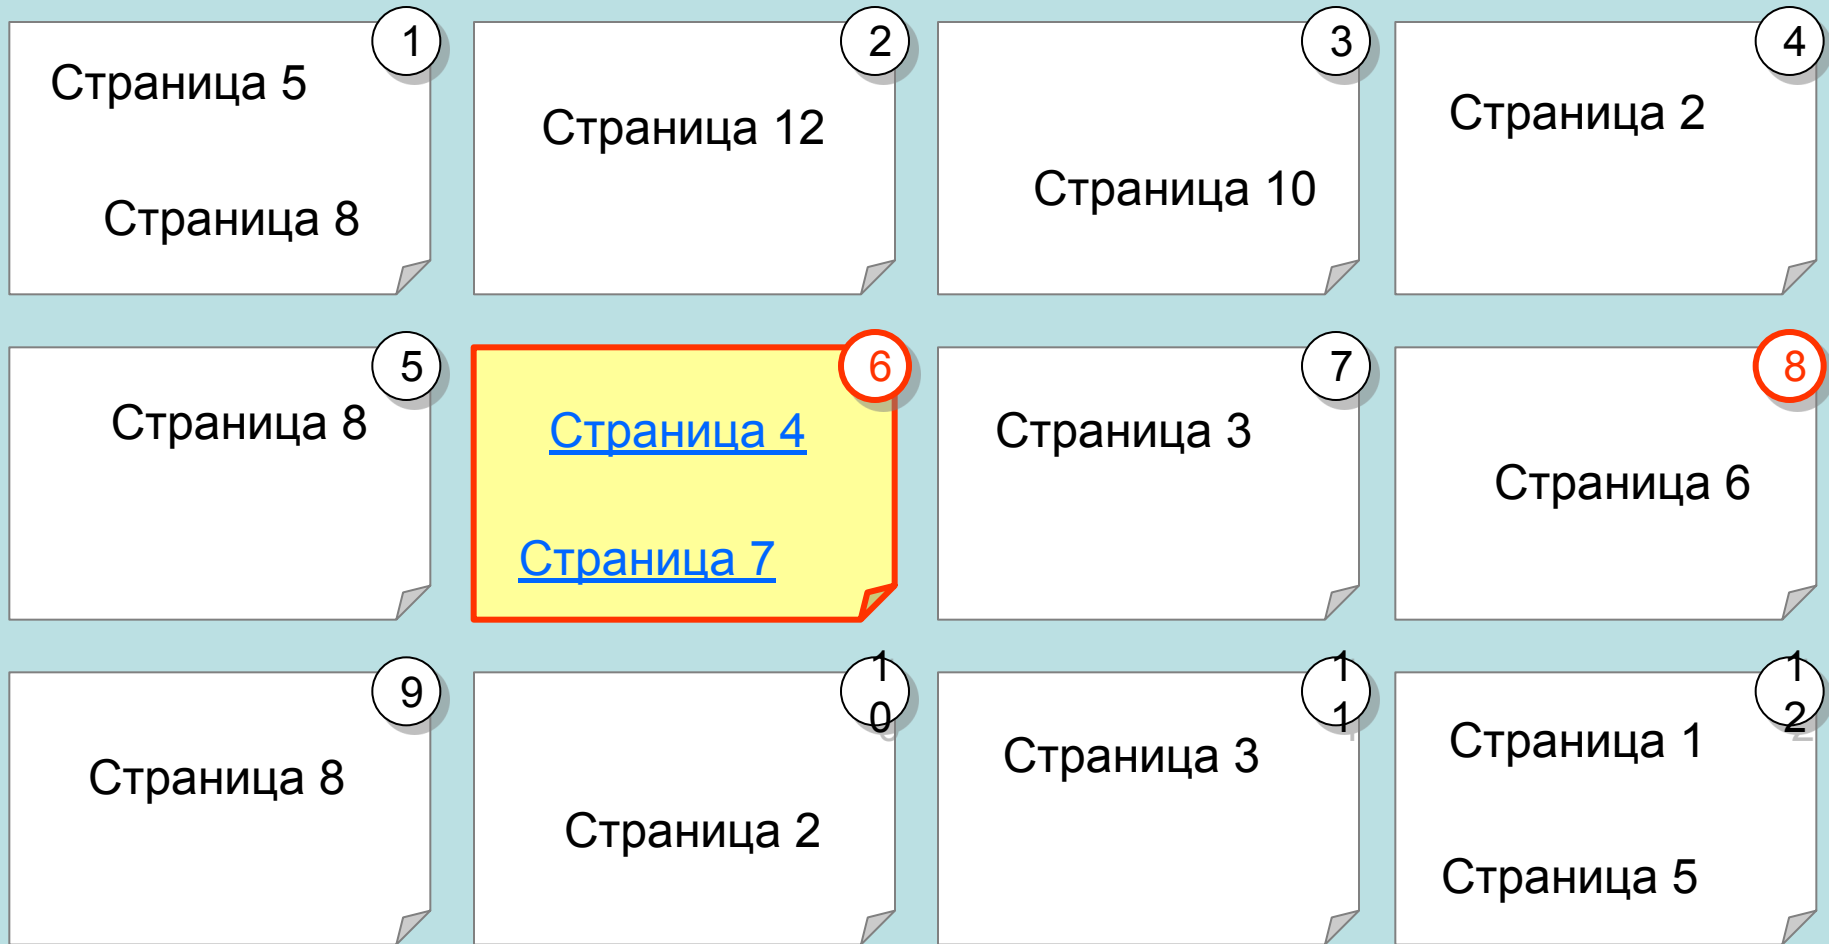 1
Страница 5
Страница 8
2
Страница 12
3
Страница 10
4
Страница 2
5
Страница 8
6
Страница 4
Страница 7
7
Страница 3
8
Страница 6
9
Страница 8
10
Страница 2
11
Страница 3
12
Страница 1
Страница 5